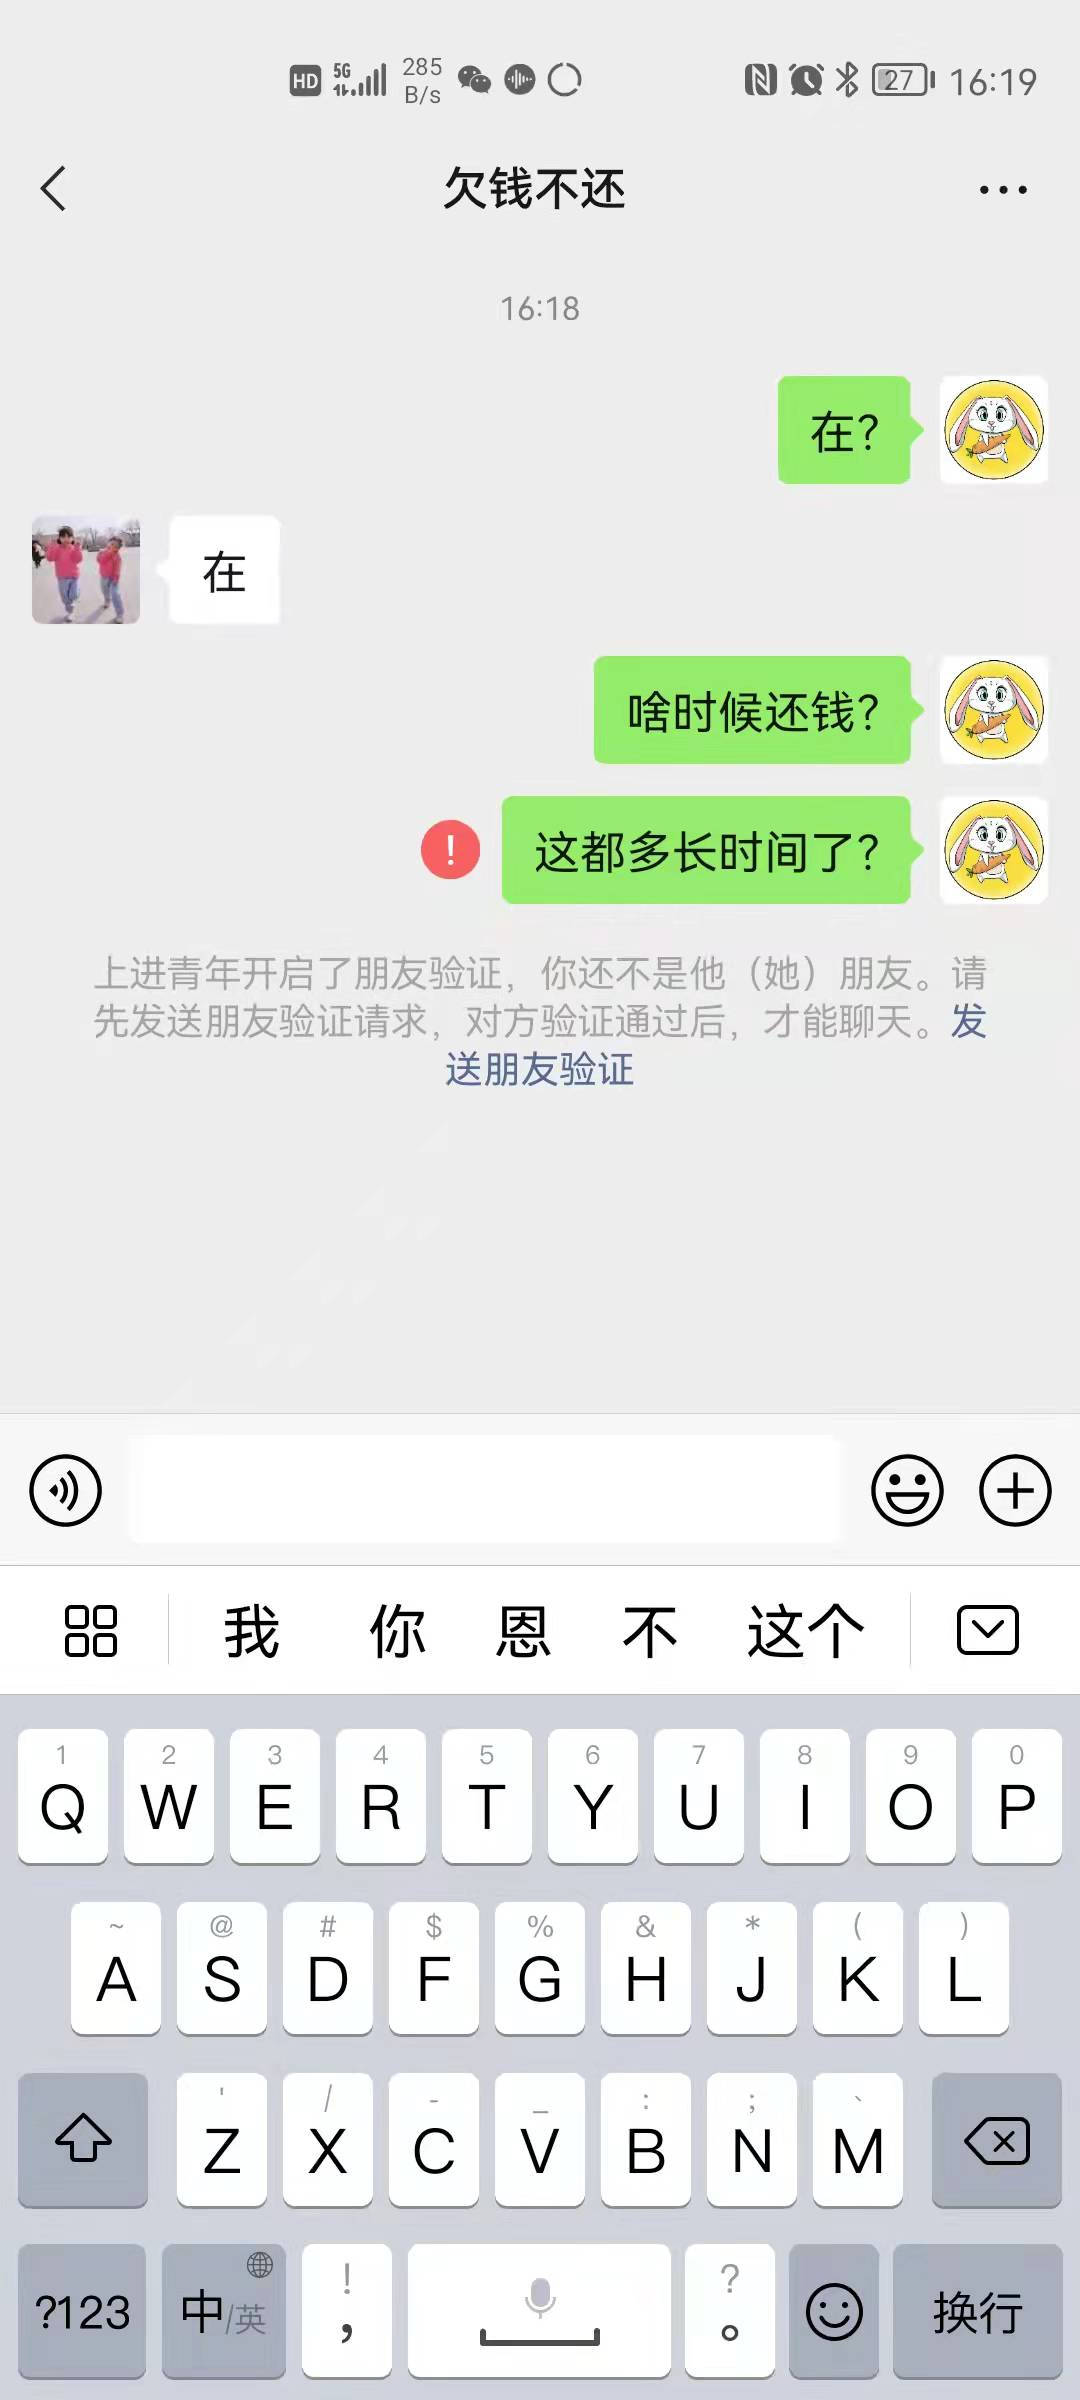 HD 5G 285 B/s 27 16:19
欠钱不还
16:18
在?
在
啥时候还钱?
这都多长时间了?
上进青年开启了朋友验证，你还不是他（她）朋友。请
先发送朋友验证请求，对方验证通过后，才能聊天。发
送朋友验证
我 你 恩 不 这个
1 2 3 4 5 6 7 8 9 0
Q W E R T Y U I O P
~ @ # $ % & * ( )
A S D F G H J K L
' / - _ : ; `
Z X C V B N M
! ?
?123 中/英 , 。 换行